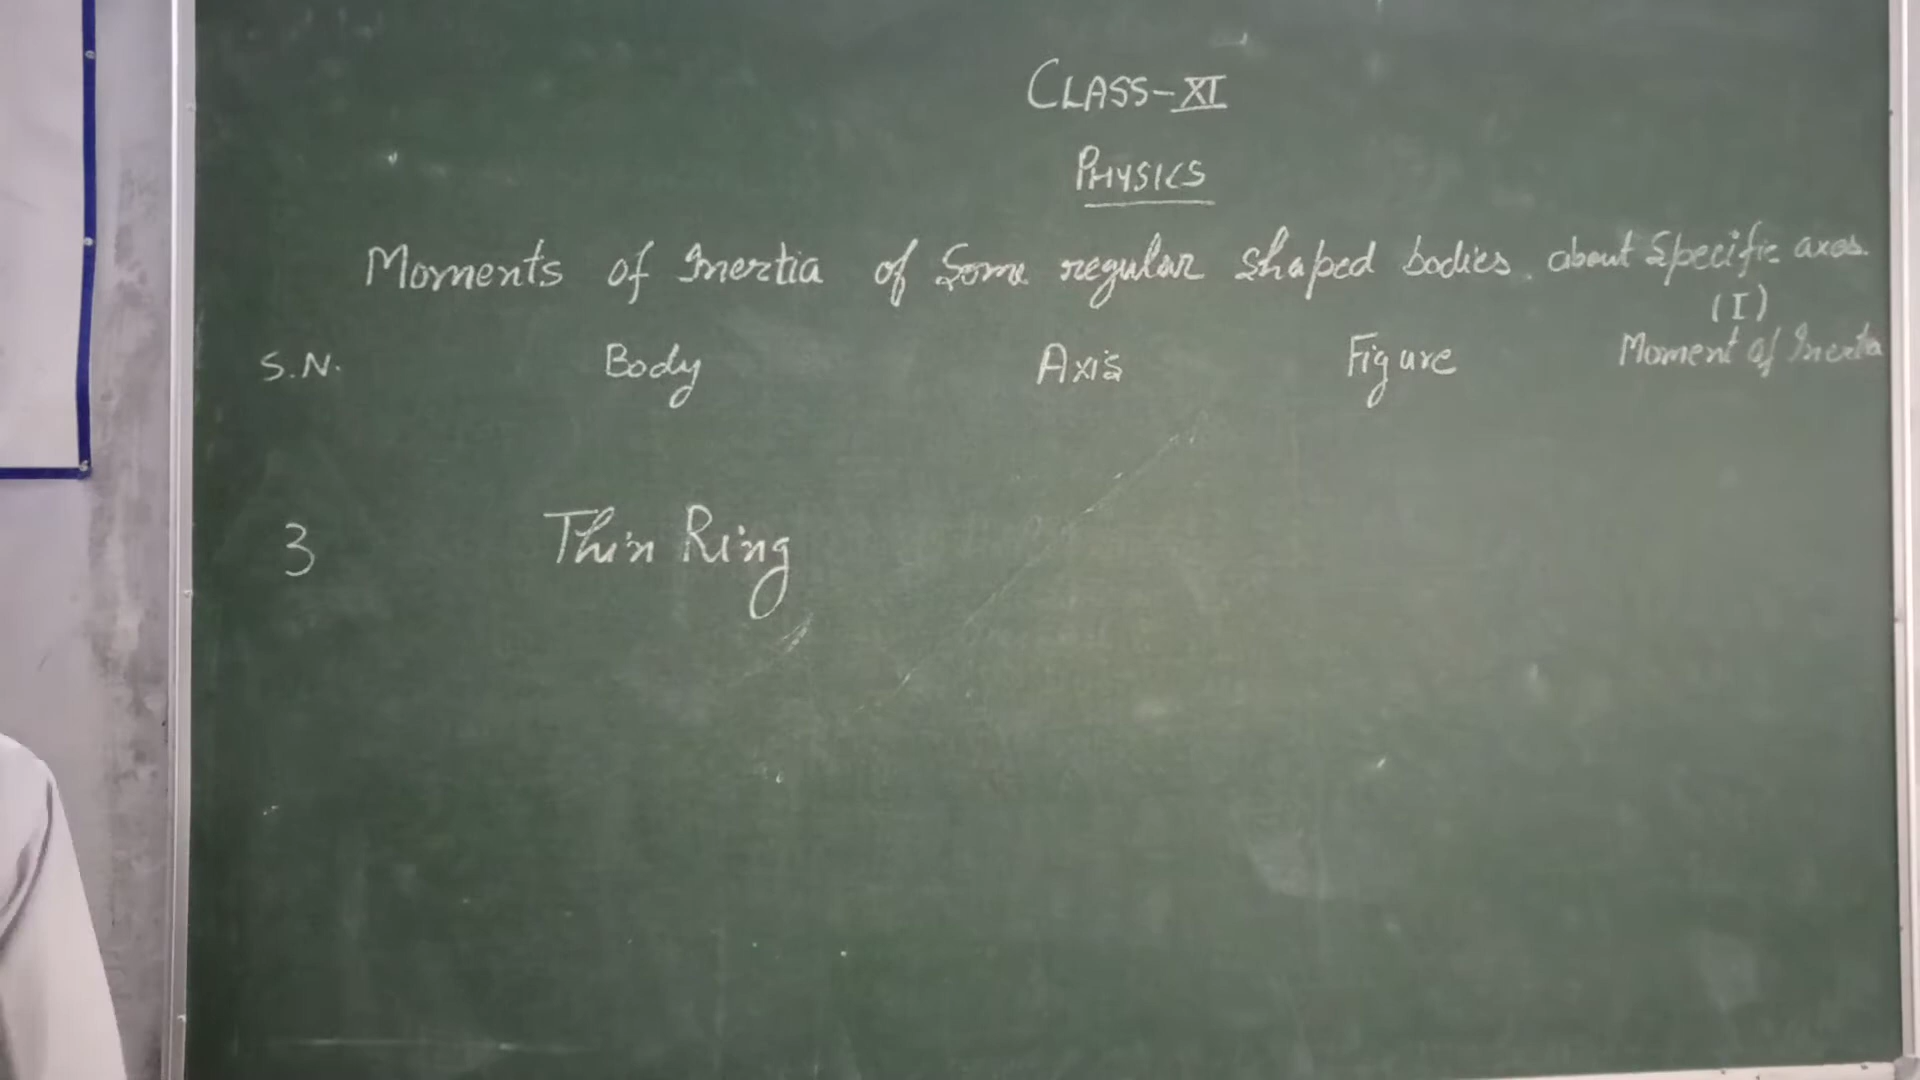 CLASS-XI
PHYSICS
Moments of Inertia of Some regular shaped bodies about Specific axes.
S.N. Body Axis Figure (I) Moment of Inertia
3 Thin Ring